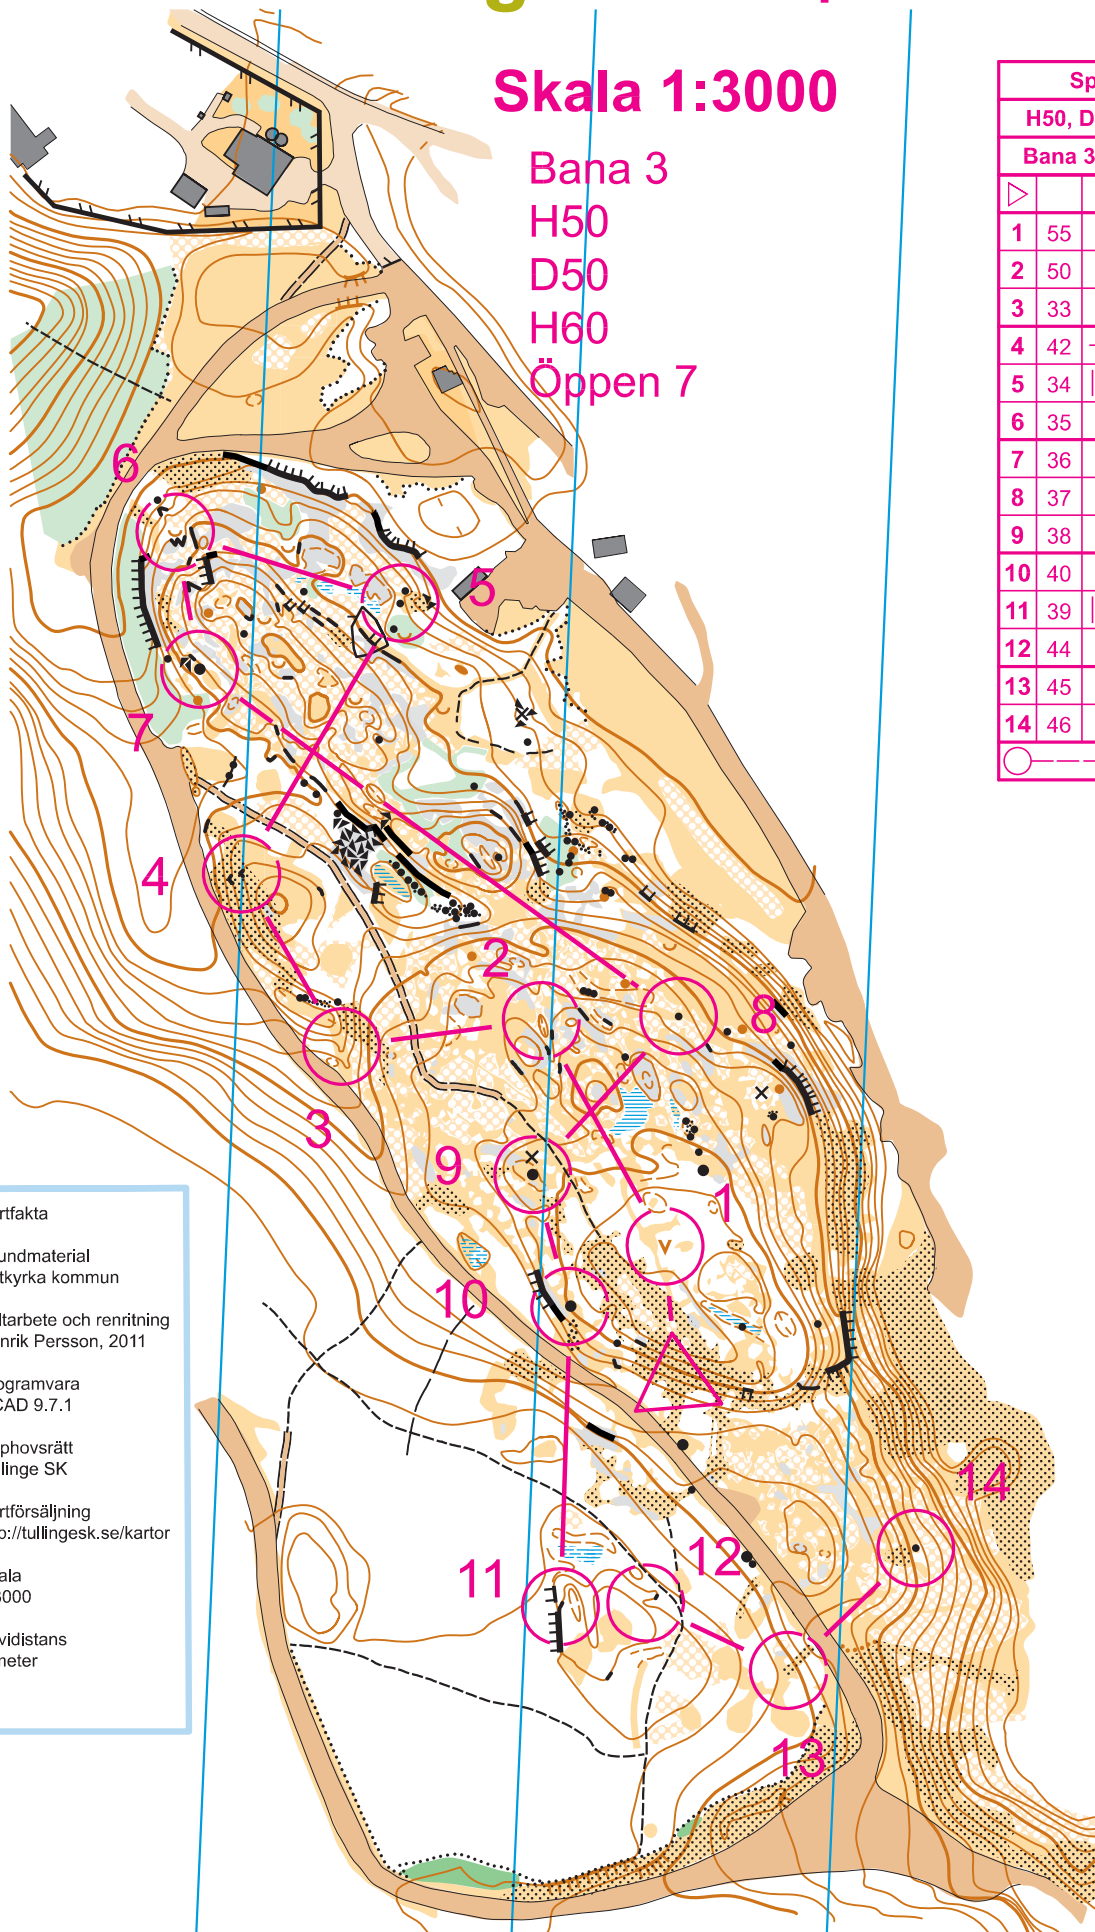 Skala 1:3000
Bana 3
H50
D50
H60
Öppen 7
Sp
H50, D
Bana 3
1 55
2 50
3 33
4 42
5 34
6 35
7 36
8 37
9 38
10 40
11 39
12 44
13 45
14 46
6
5
7
4
2
8
3
9
1
10
14
11
12
13
rtfakta
undmaterial
tkyrka kommun
ltarbete och renritning
nrik Persson, 2011
ogramvara
CAD 9.7.1
phovsrätt
linge SK
rtförsäljning
p://tullingesk.se/kartor
ala
3000
vidistans
meter